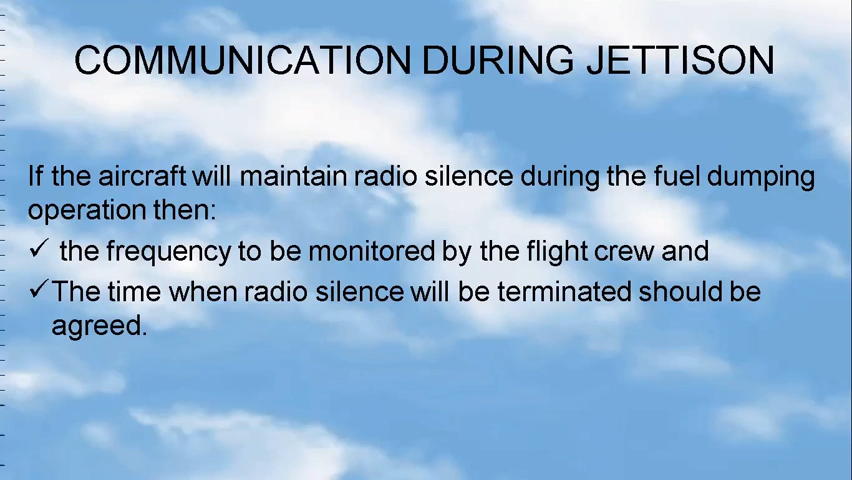 COMMUNICATION DURING JETTISON
If the aircraft will maintain radio silence during the fuel dumping
operation then:
✓ the frequency to be monitored by the flight crew and
✓ The time when radio silence will be terminated should be
agreed.